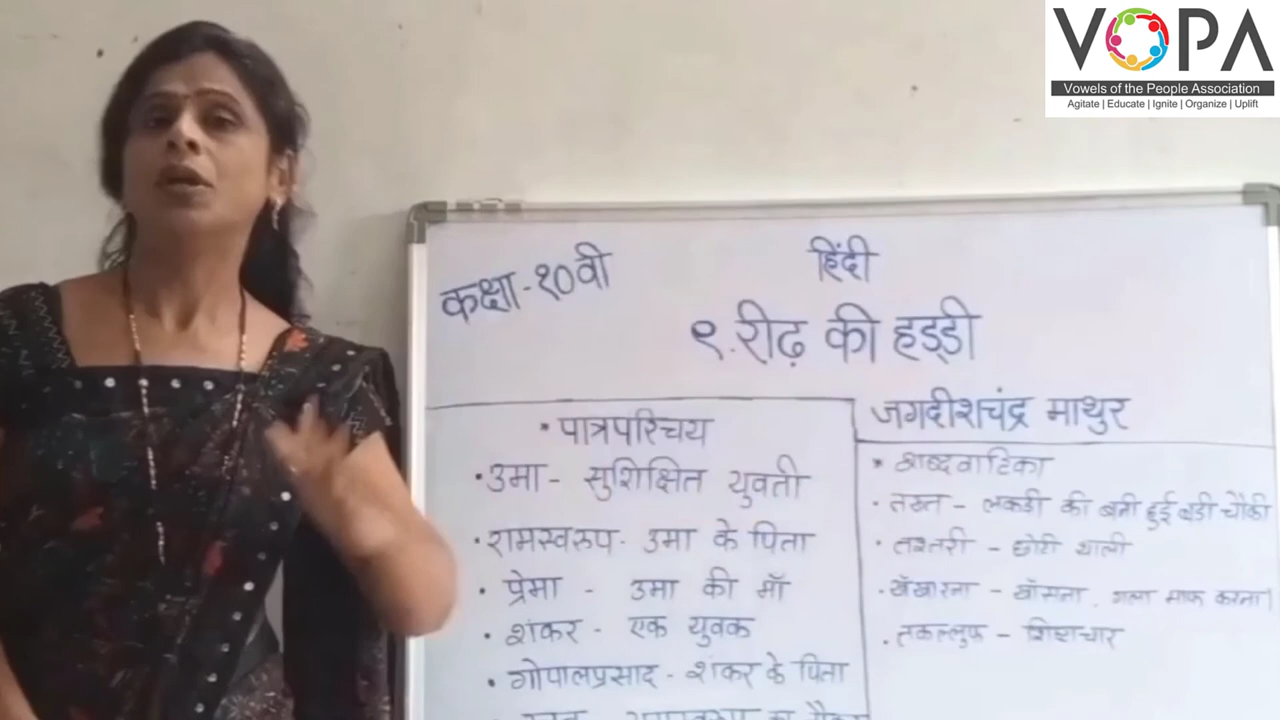 VOPA
Vowels of the People Association
Agitate | Educate | Ignite | Organize | Uplift
कक्षा-१०वी
हिंदी
९.रीढ़ की हड्डी
• पात्रपरिचय
• उमा - सुशिक्षित युवती
• रामस्वरूप - उमा के पिता
• प्रेमा - उमा की माँ
• शंकर - एक युवक
• गोपालप्रसाद - शंकर के पिता
जगदीशचंद्र माथुर
• शब्दवाटिका
• तख्त - लकडी की बनी हुई बडी चौकी
• तश्तरी - छोटी थाली
• खँखारना - खाँसना, गला साफ करना
• तकल्लुफ - शिष्टाचार